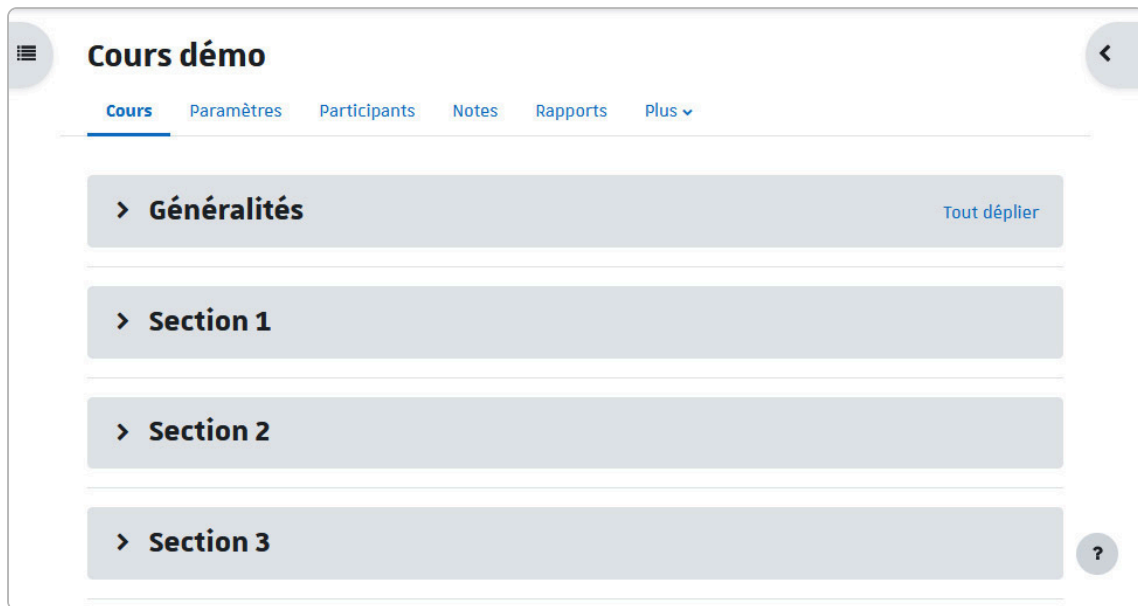 Cours démo
Cours Paramètres Participants Notes Rapports Plus
Généralités Tout déplier
Section 1
Section 2
Section 3
?